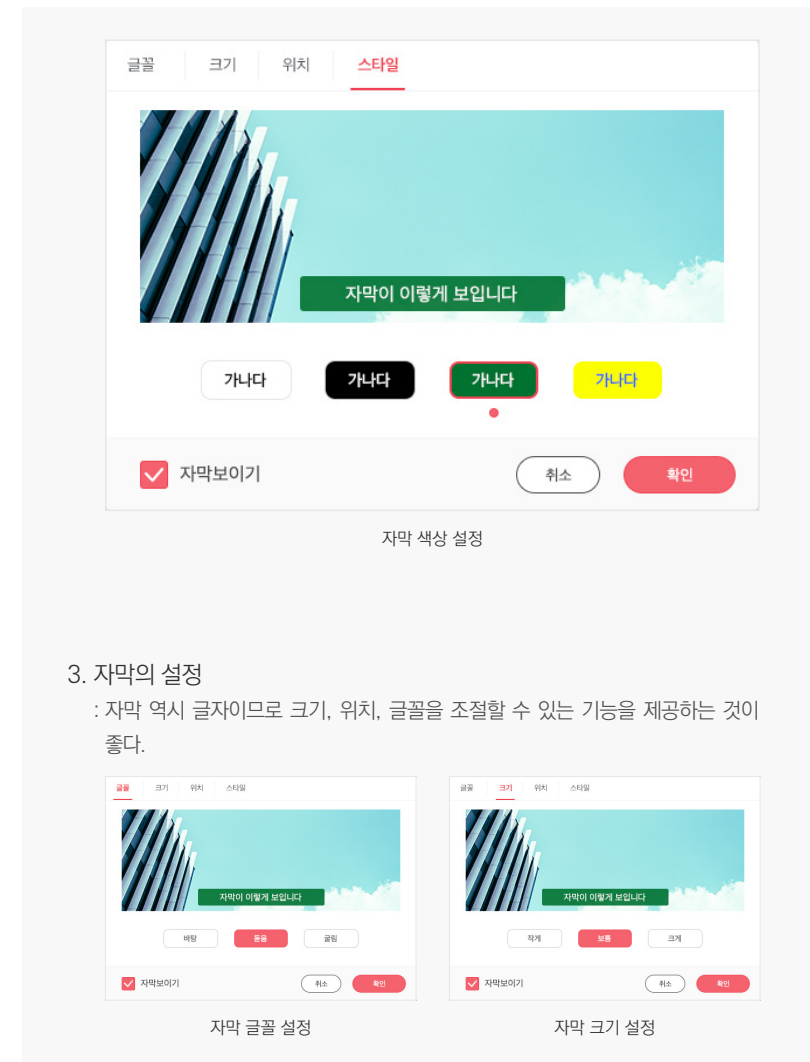 글꼴 크기 위치 스타일
자막이 이렇게 보입니다
가나다 가나다 가나다 가나다
자막보이기 취소 확인
자막 색상 설정
3. 자막의 설정
: 자막 역시 글자이므로 크기, 위치, 글꼴을 조절할 수 있는 기능을 제공하는 것이
좋다.
글꼴 크기 위치 스타일
자막이 이렇게 보입니다
바탕 돋움 굴림
자막보이기 취소 확인
자막 글꼴 설정
글꼴 크기 위치 스타일
자막이 이렇게 보입니다
작게 보통 크게
자막보이기 취소 확인
자막 크기 설정